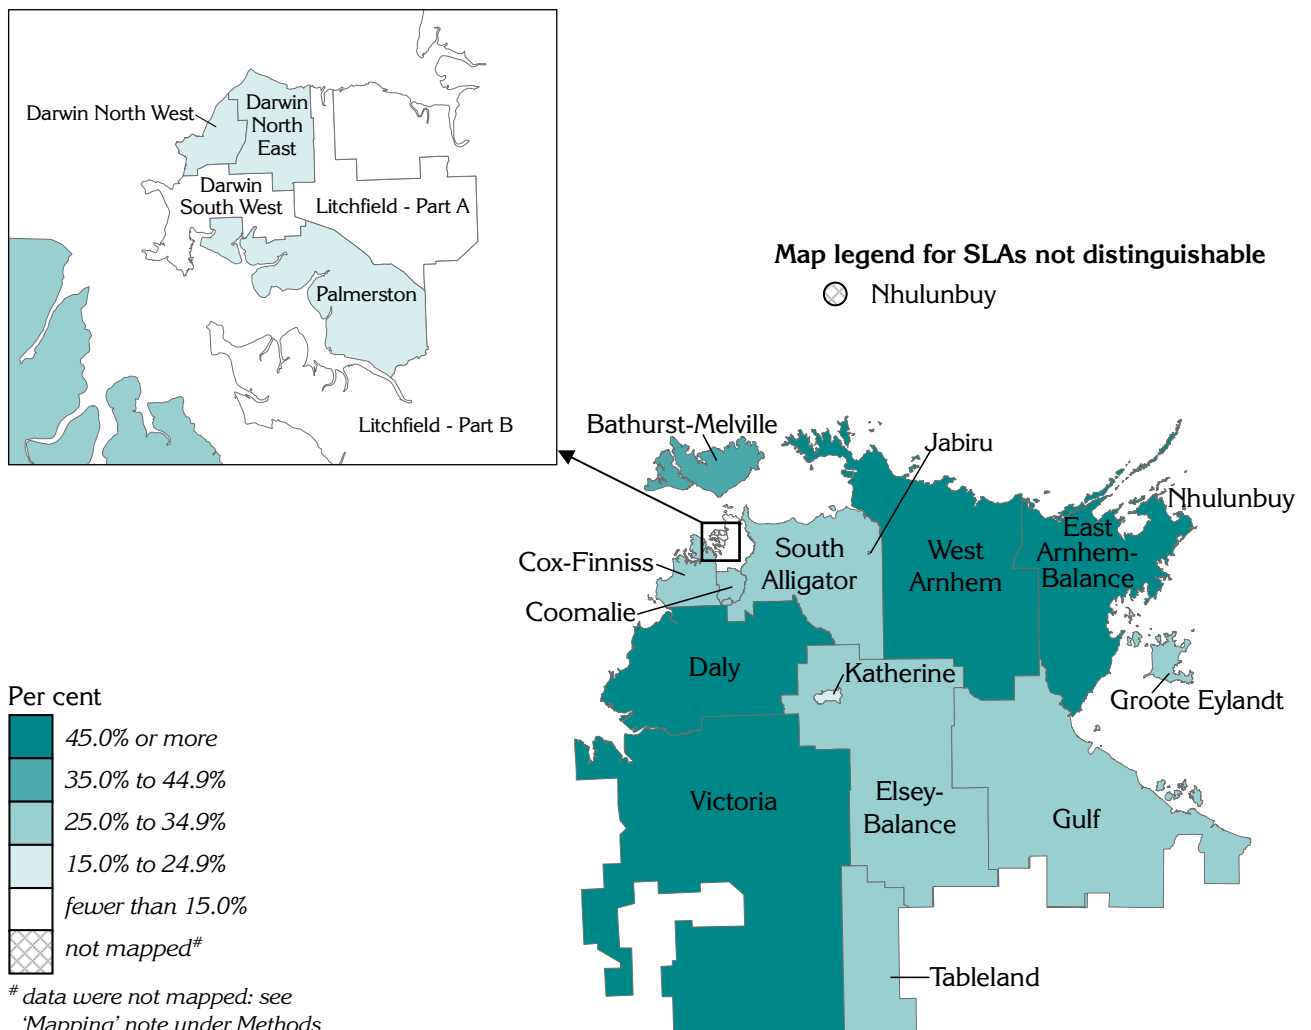 Darwin North West
Darwin
North
East
Darwin
South West
Litchfield - Part A
Palmerston
Litchfield - Part B
Map legend for SLAs not distinguishable
Nhulunbuy
Bathurst-Melville
Jabiru
Nhulunbuy
East
Arnhem-
Balance
West
Arnhem
South
Alligator
Cox-Finniss
Coomalie
Daly
Katherine
Groote Eylandt
Victoria
Elsey-
Balance
Gulf
Tableland
Per cent
45.0% or more
35.0% to 44.9%
25.0% to 34.9%
15.0% to 24.9%
fewer than 15.0%
not mapped#
# data were not mapped: see
'Mapping' note under Methods